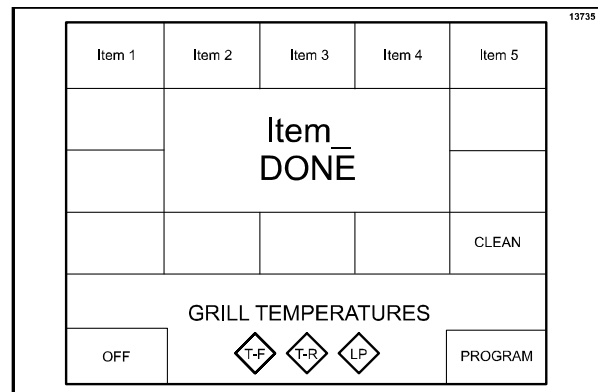 13735
Item 1 Item 2 Item 3 Item 4 Item 5
Item_
DONE
CLEAN
GRILL TEMPERATURES
OFF T-F T-R LP PROGRAM